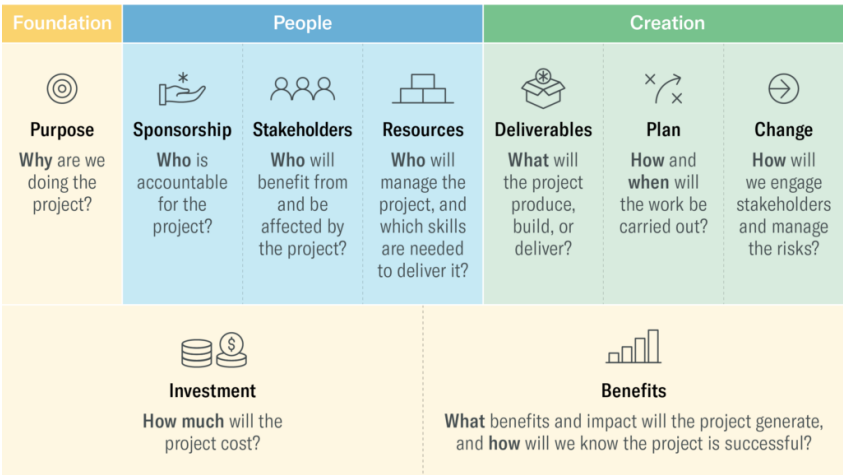 Foundation
People
Creation
Purpose
Why are we
doing the
project?
Sponsorship
Who is
accountable
for the
project?
Stakeholders
Who will
benefit from
and be
affected by
the project?
Resources
Who will
manage the
project, and
which skills
are needed
to deliver it?
Deliverables
What will
the project
produce,
build, or
deliver?
Plan
How and
when will
the work be
carried out?
Change
How will
we engage
stakeholders
and manage
the risks?
$
Investment
How much will the
project cost?
Benefits
What benefits and impact will the project generate,
and how will we know the project is successful?